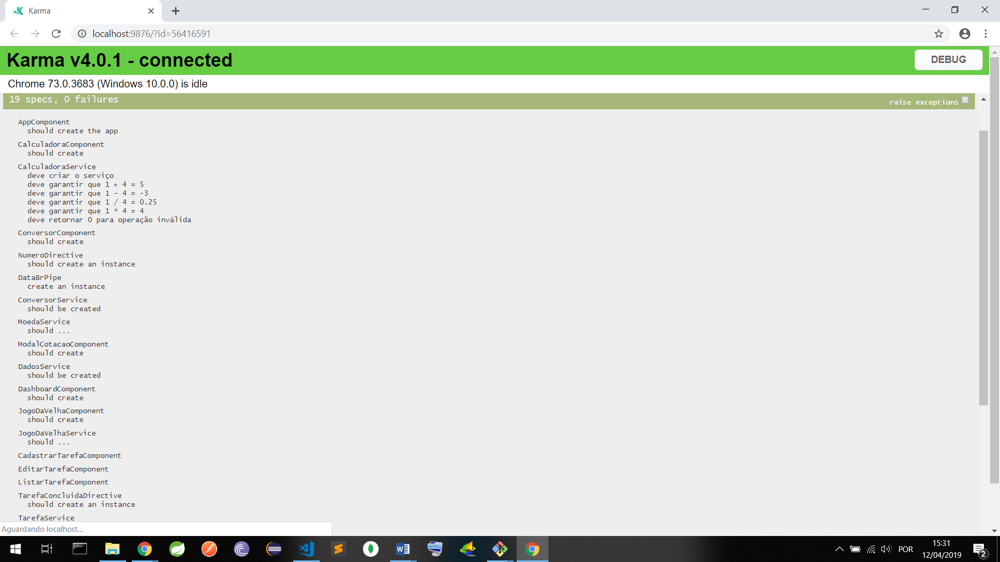 Karma
localhost:9876/?id=56416591
Karma v4.0.1 - connected
DEBUG
Chrome 73.0.3683 (Windows 10.0.0) is idle
19 specs, 0 failures
raise exceptions
AppComponent
should create the app
CalculadoraComponent
should create
CalculadoraService
deve criar o serviço
deve garantir que 1 + 4 = 5
deve garantir que 1 - 4 = -3
deve garantir que 1 / 4 = 0.25
deve garantir que 1 * 4 = 4
deve retornar 0 para operação inválida
ConversorComponent
should create
NumeroDirective
should create an instance
DataBrPipe
create an instance
ConversorService
should be created
MoedaService
should ...
ModalCotacaoComponent
should create
DadosService
should be created
DashboardComponent
should create
JogoDaVelhaComponent
should create
JogoDaVelhaService
should ...
CadastrarTarefaComponent
EditarTarefaComponent
ListarTarefaComponent
TarefaConcluidaDirective
should create an instance
TarefaService
Aguardando localhost...
POR
15:31
12/04/2019
2